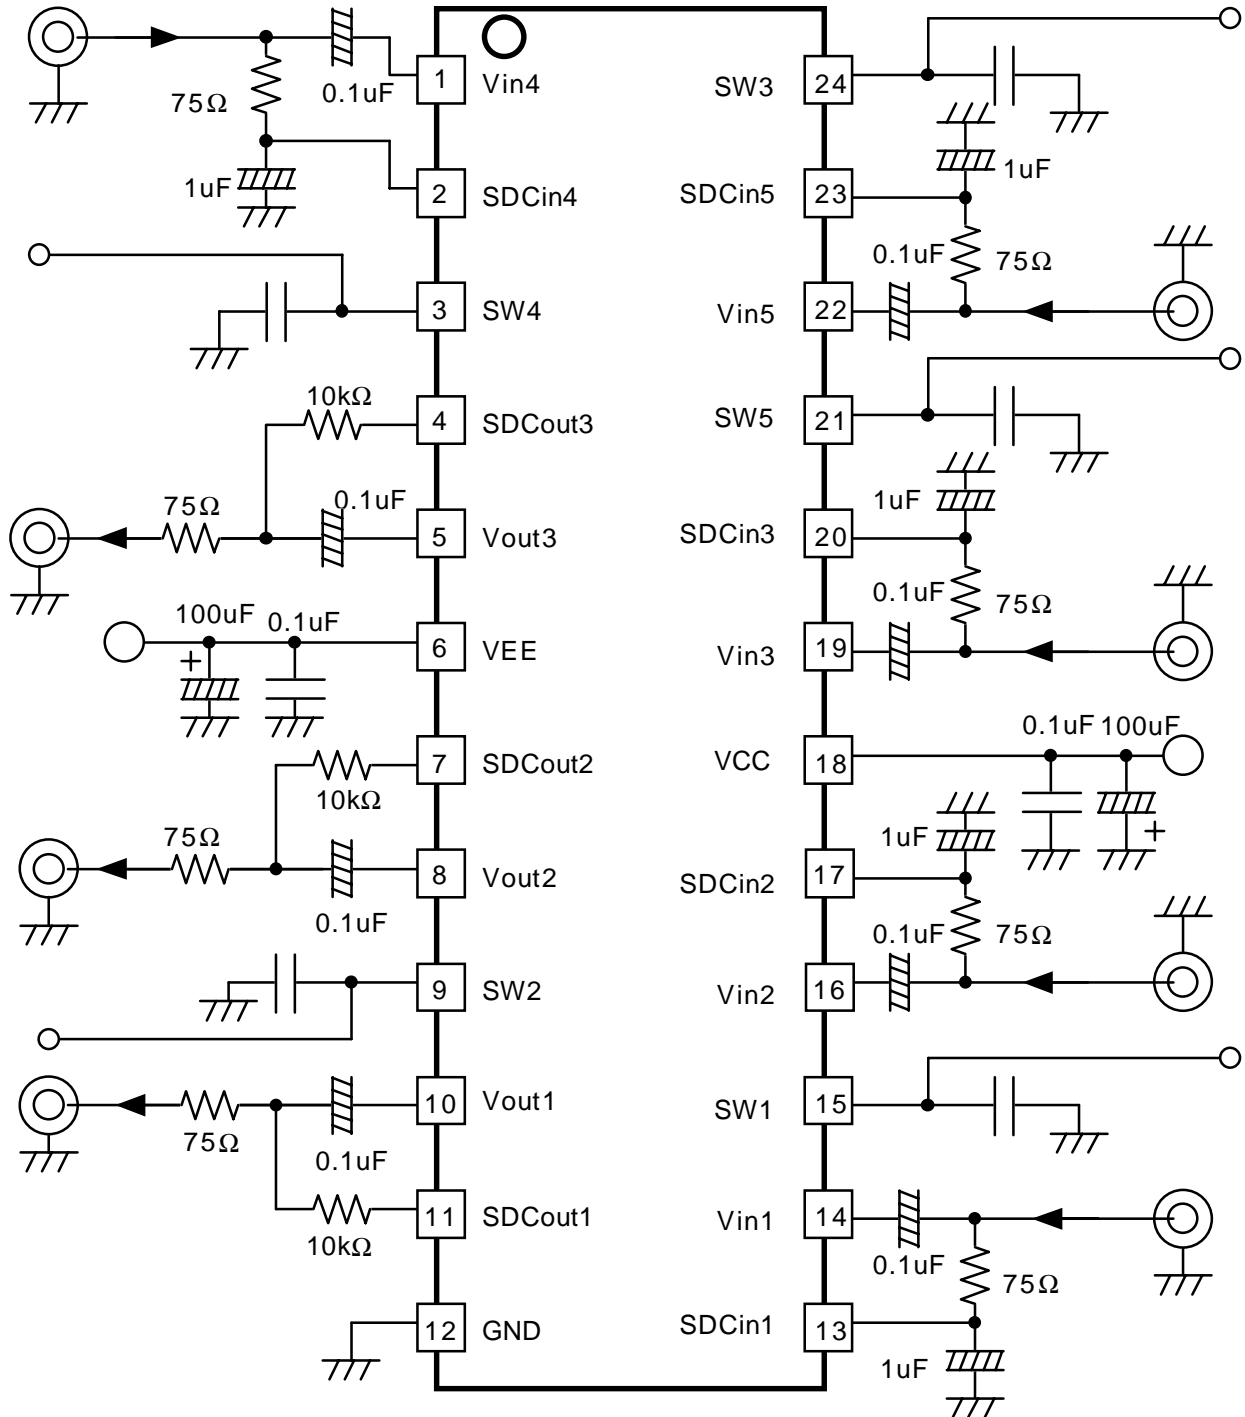 0.1uF
75Ω
1uF
1 Vin4
2 SDCin4
3 SW4
10kΩ
4 SDCout3
75Ω
0.1uF
5 Vout3
100uF
0.1uF
+
6 VEE
7 SDCout2
10kΩ
75Ω
8 Vout2
0.1uF
9 SW2
10 Vout1
75Ω
0.1uF
11 SDCout1
10kΩ
12 GND
SW3 24
1uF
SDCin5 23
0.1uF
75Ω
Vin5 22
SW5 21
1uF
SDCin3 20
0.1uF
75Ω
Vin3 19
0.1uF 100uF
VCC 18
+
1uF
SDCin2 17
0.1uF
75Ω
Vin2 16
SW1 15
Vin1 14
0.1uF
75Ω
SDCin1 13
1uF